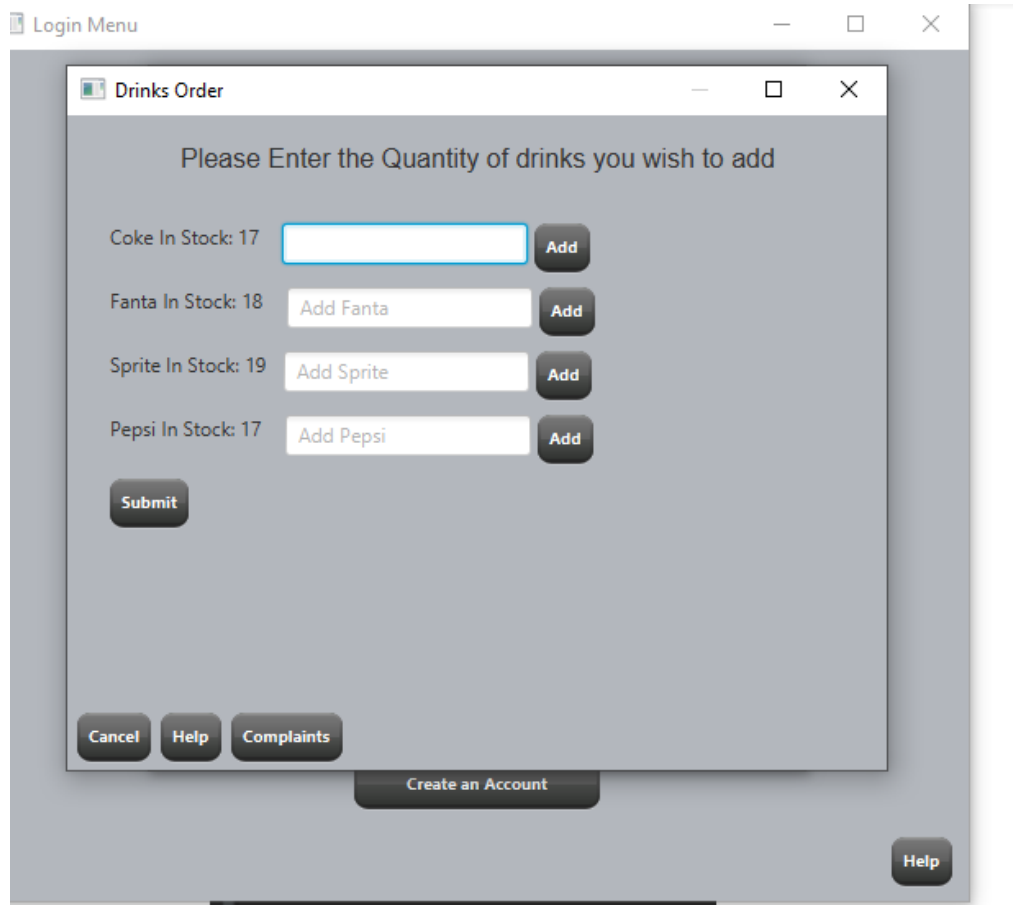 Login Menu
Drinks Order
Please Enter the Quantity of drinks you wish to add
Coke In Stock: 17 Add
Fanta In Stock: 18 Add Fanta Add
Sprite In Stock: 19 Add Sprite Add
Pepsi In Stock: 17 Add Pepsi Add
Submit
Cancel Help Complaints
Create an Account
Help